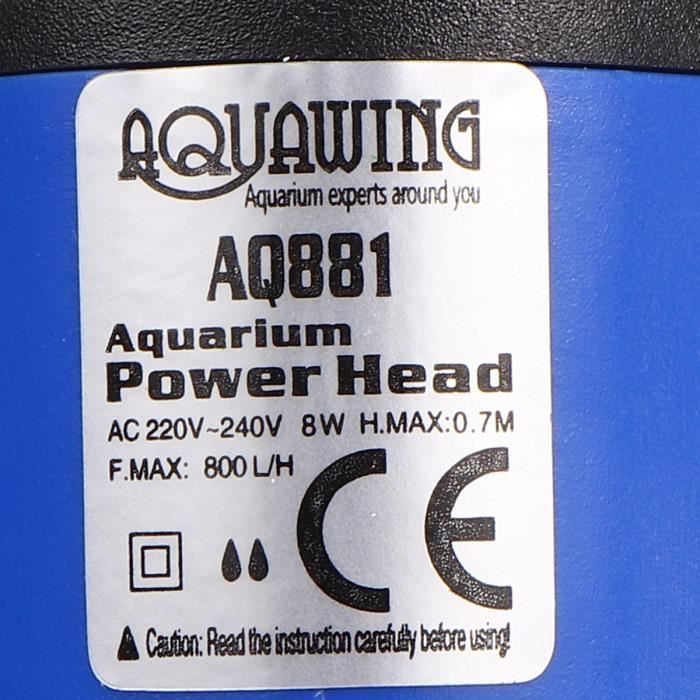 AQUAWING
Aquarium experts around you
AQ881
Aquarium
Power Head
AC 220V~240V 8W H.MAX:0.7M
F.MAX: 800 L/H
CE
Caution: Read the instruction carefully before using!